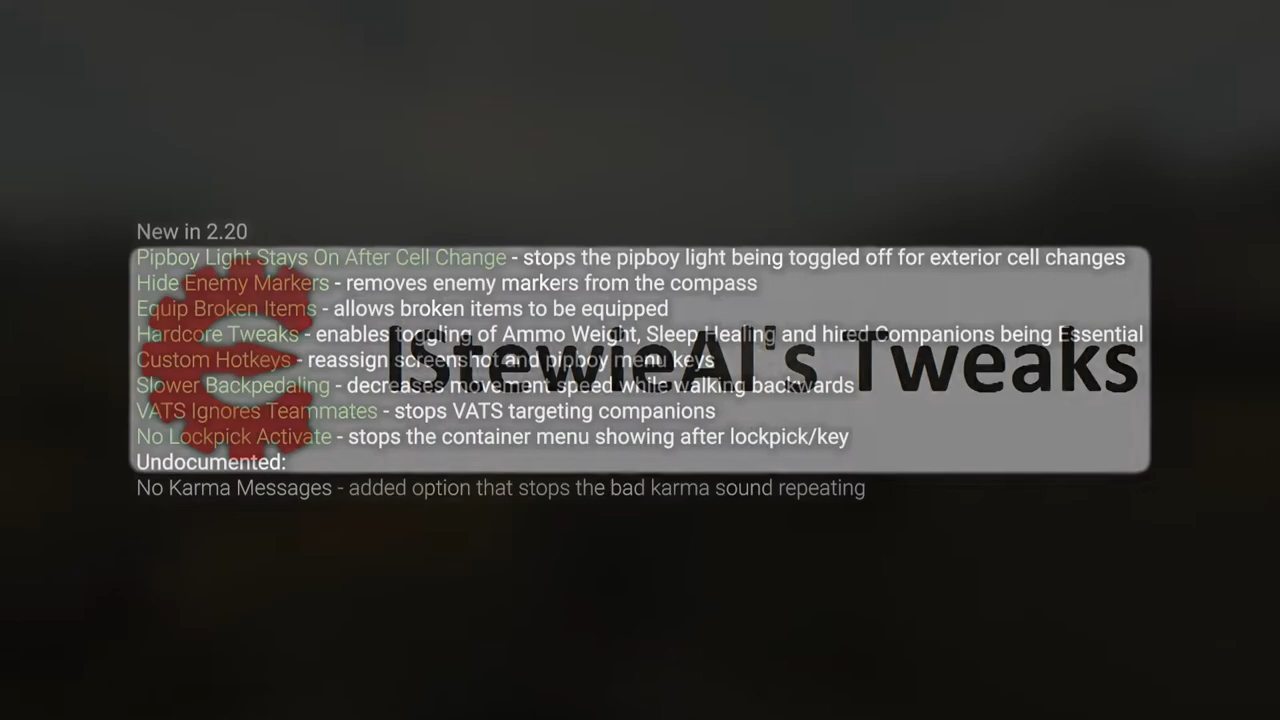 New in 2.20
Pipboy Light Stays On After Cell Change - stops the pipboy light being toggled off for exterior cell changes
Hide Enemy Markers - removes enemy markers from the compass
Equip Broken Items - allows broken items to be equipped
Hardcore Tweaks - enables toggling of Ammo Weight, Sleep Healing and hired Companions being Essential
Custom Hotkeys - reassign screenshot and pipboy menu keys
lStewieAl's Tweaks
Slower Backpedaling - decreases movement speed while walking backwards
VATS Ignores Teammates - stops VATS targeting companions
No Lockpick Activate - stops the container menu showing after lockpick/key
Undocumented:
No Karma Messages - added option that stops the bad karma sound repeating